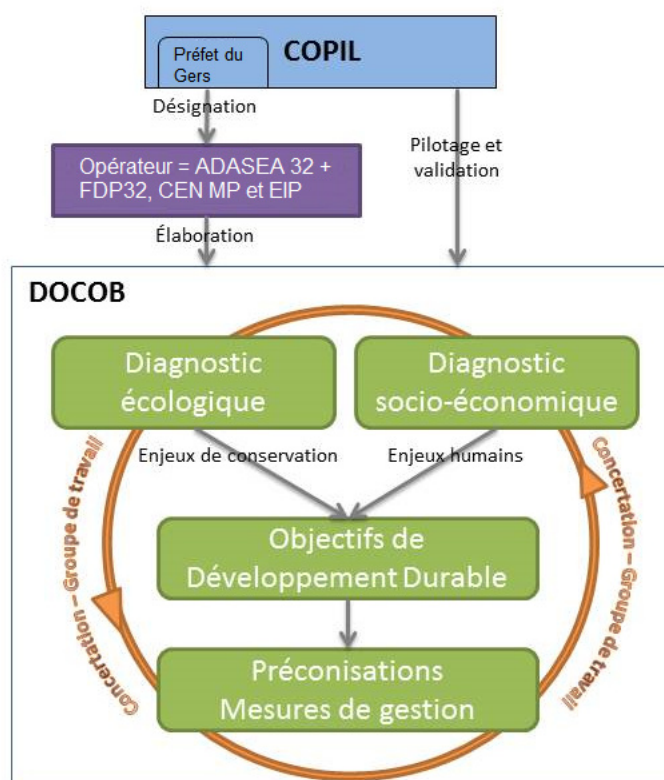 Préfet du
Gers
COPIL
Désignation
Pilotage et
validation
Opérateur = ADASEA 32 +
FDP32, CEN MP et EIP
Élaboration
DOCOB
Diagnostic
écologique
Diagnostic
socio-économique
Enjeux de conservation
Enjeux humains
Concertation – Groupe de travail
Concertation – Groupe de travail
Objectifs de
Développement Durable
Préconisations
Mesures de gestion